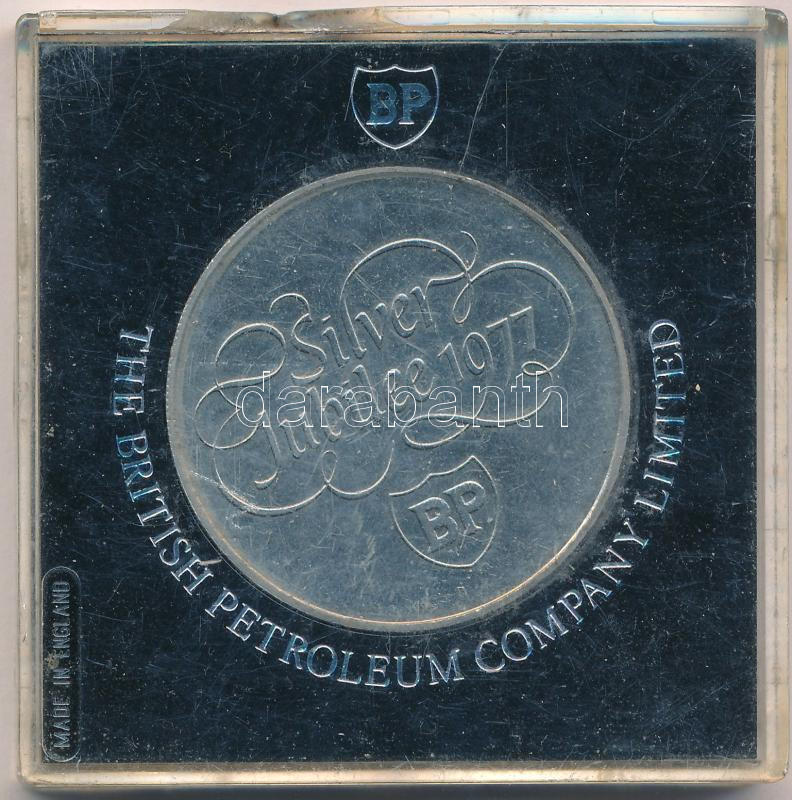 BP
Silver
Jubilee 1977
darabanth
BP
THE BRITISH PETROLEUM COMPANY LIMITED
MADE IN ENGLAND